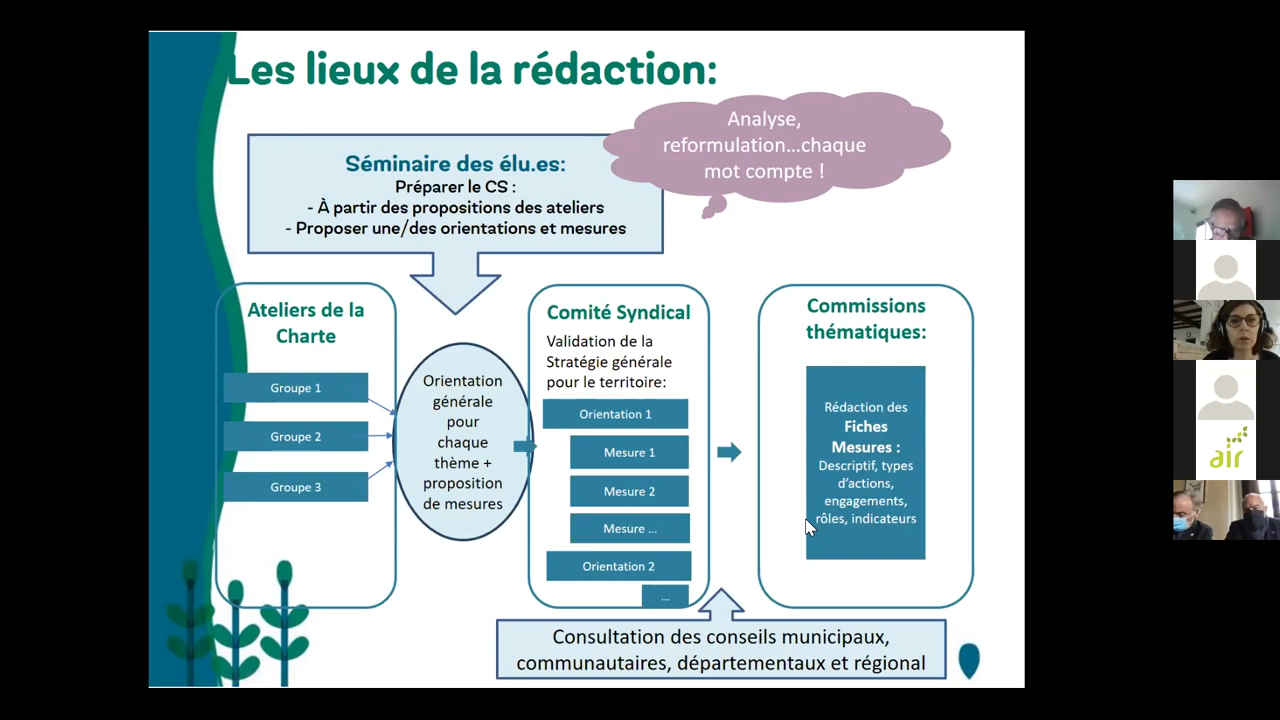 Les lieux de la rédaction:
Analyse,
reformulation...chaque
mot compte !
Séminaire des élu.es:
Préparer le CS :
- À partir des propositions des ateliers
- Proposer une/des orientations et mesures
Ateliers de la
Charte
Groupe 1
Groupe 2
Groupe 3
Orientation
générale
pour
chaque
thème +
proposition
de mesures
Comité Syndical
Validation de la
Stratégie générale
pour le territoire:
Orientation 1
Mesure 1
Mesure 2
Mesure ...
Orientation 2
...
Commissions
thématiques:
Rédaction des
Fiches
Mesures :
Descriptif, types
d'actions,
engagements,
rôles, indicateurs
Consultation des conseils municipaux,
communautaires, départementaux et régional
air